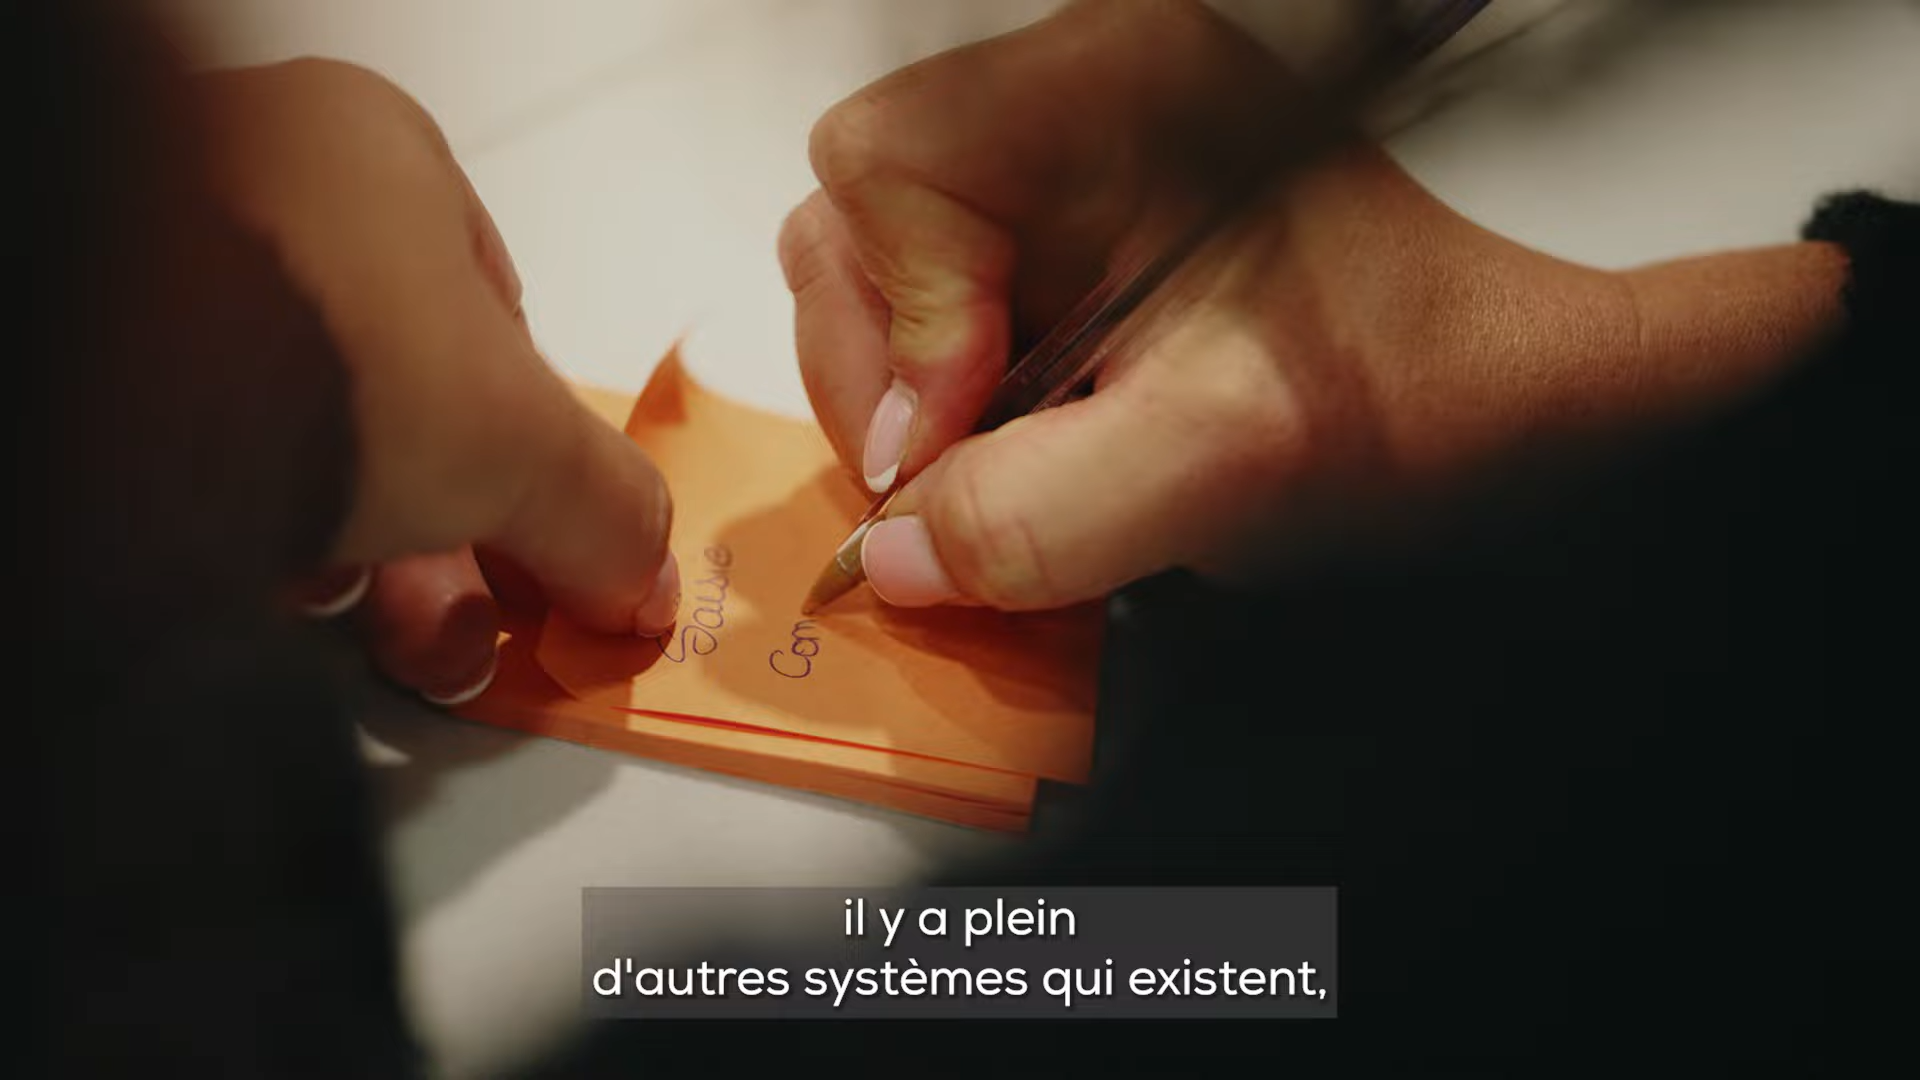 Saisie
Com
il y a plein
d'autres systèmes qui existent,